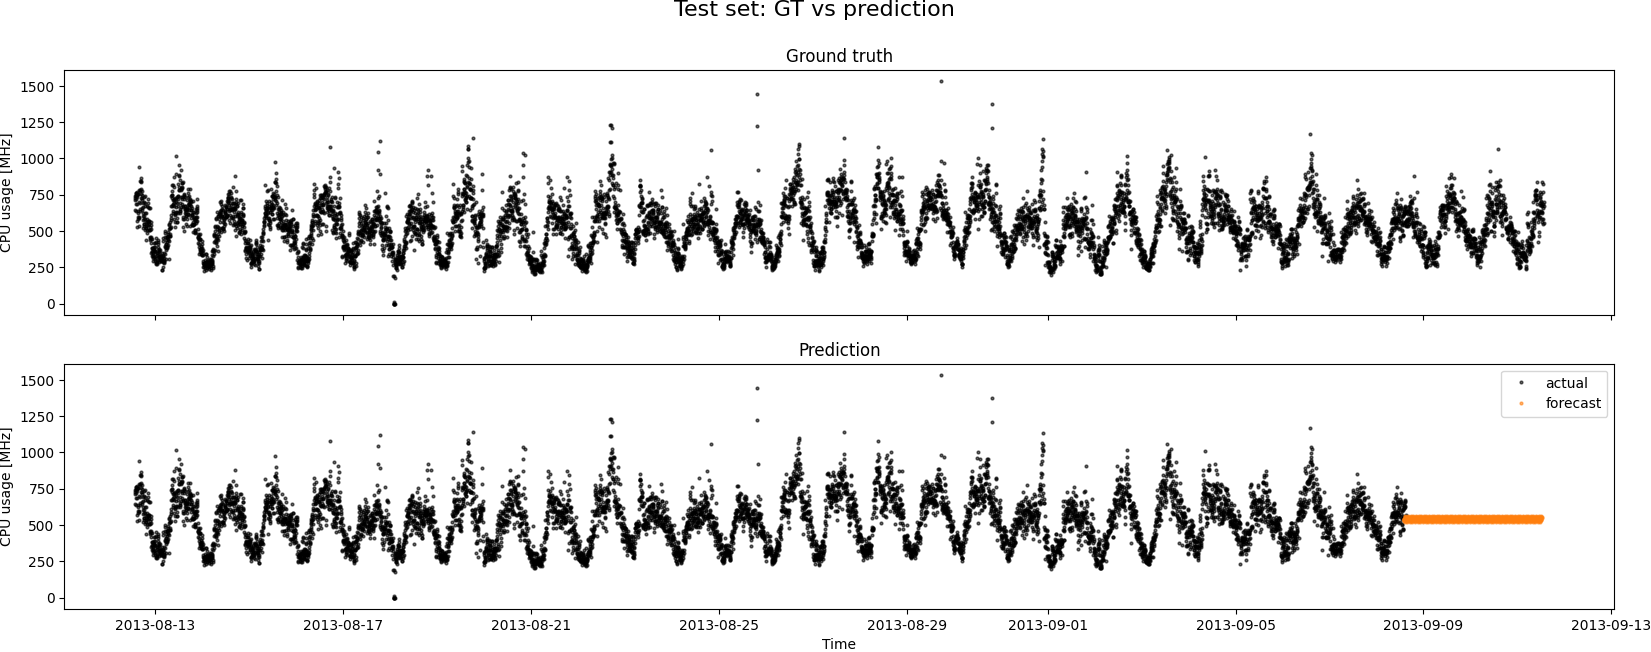 Test set: GT vs prediction
Ground truth
CPU usage [MHz]
1500
1250
1000
750
500
250
0
Prediction
CPU usage [MHz]
1500
1250
1000
750
500
250
0
actual
forecast
2013-08-13 2013-08-17 2013-08-21 2013-08-25 2013-08-29 2013-09-01 2013-09-05 2013-09-09 2013-09-13
Time